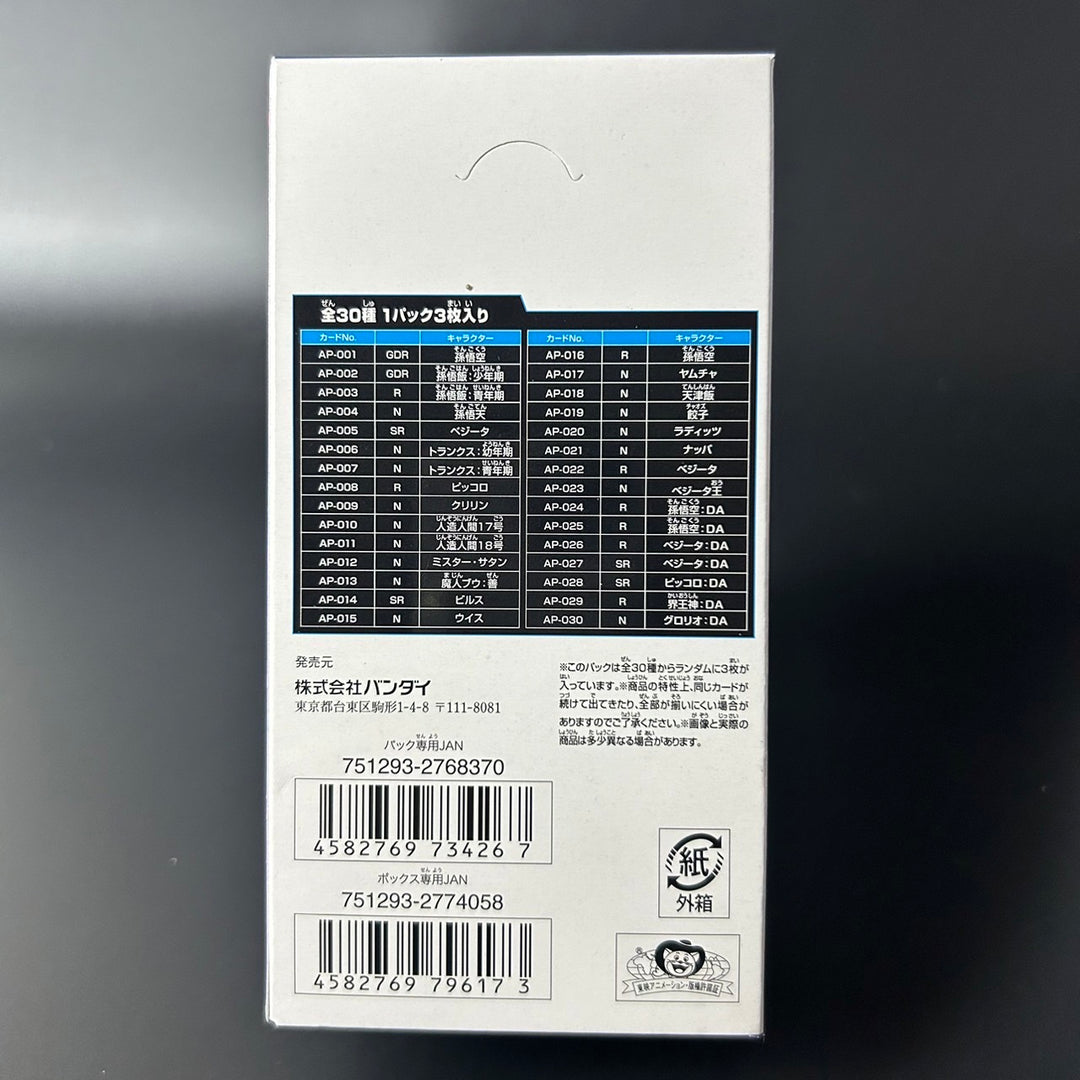 全30種 1パック3枚入り
カードNo. キャラクター
AP-001 GDR 孫悟空
AP-002 GDR 孫悟飯:少年期
AP-003 R 孫悟飯:青年期
AP-004 N 孫悟天
AP-005 SR ベジータ
AP-006 N トランクス:幼年期
AP-007 N トランクス:青年期
AP-008 R ピッコロ
AP-009 N クリリン
AP-010 N 人造人間17号
AP-011 N 人造人間18号
AP-012 N ミスター・サタン
AP-013 N 魔人ブウ:善
AP-014 SR ビルス
AP-015 N ウイス
カードNo. キャラクター
AP-016 R 孫悟空
AP-017 N ヤムチャ
AP-018 N 天津飯
AP-019 N 餃子
AP-020 N ラディッツ
AP-021 N ナッパ
AP-022 R ベジータ
AP-023 N ベジータ王
AP-024 R 孫悟空:DA
AP-025 R 孫悟空:DA
AP-026 R ベジータ:DA
AP-027 SR ベジータ:DA
AP-028 SR ピッコロ:DA
AP-029 R 界王神:DA
AP-030 N グロリオ:DA
発売元
株式会社バンダイ
東京都台東区駒形1-4-8 〒111-8081
※このパックは全30種からランダムに3枚が
入っています。※商品の特性上、同じカードが
続けて出てきたり、全部が揃いにくい場合が
ありますのでご了承ください。※画像と実際の
商品は多少異なる場合があります。
パック専用JAN
751293-2768370
4582769 734267
ボックス専用JAN
751293-2774058
4582769 796173
紙
外箱
®
東映アニメーション・版権許諾証